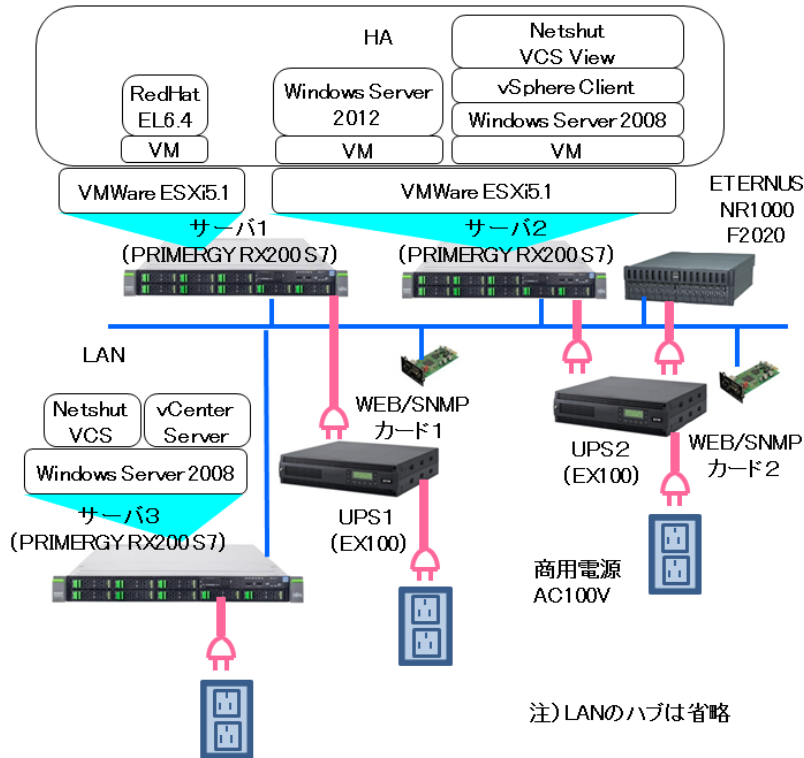 HA
Netshut
VCS View
vSphere Client
Windows Server 2008
VM
Windows Server
2012
VM
RedHat
EL6.4
VM
VMWare ESXi5.1
VMWare ESXi5.1
ETERNUS
NR1000
F2020
サーバ1
(PRIMERGY RX200 S7)
サーバ2
(PRIMERGY RX200 S7)
LAN
WEB/SNMP
カード1
Netshut
VCS
vCenter
Server
Windows Server 2008
サーバ3
(PRIMERGY RX200 S7)
UPS1
(EX100)
UPS2
(EX100)
WEB/SNMP
カード2
商用電源
AC100V
注)LANのハブは省略